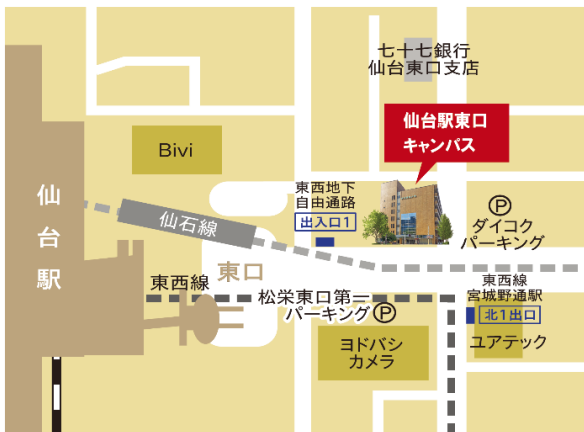 七十七銀行
仙台東口支店
仙台駅東口
キャンパス
Bivi
東西地下
自由通路
出入口1
仙台駅
仙石線
P
ダイコク
パーキング
東口
東西線
松栄東口第一
パーキング P
東西線
宮城野通駅
北1出口
ヨドバシ
カメラ
ユアテック